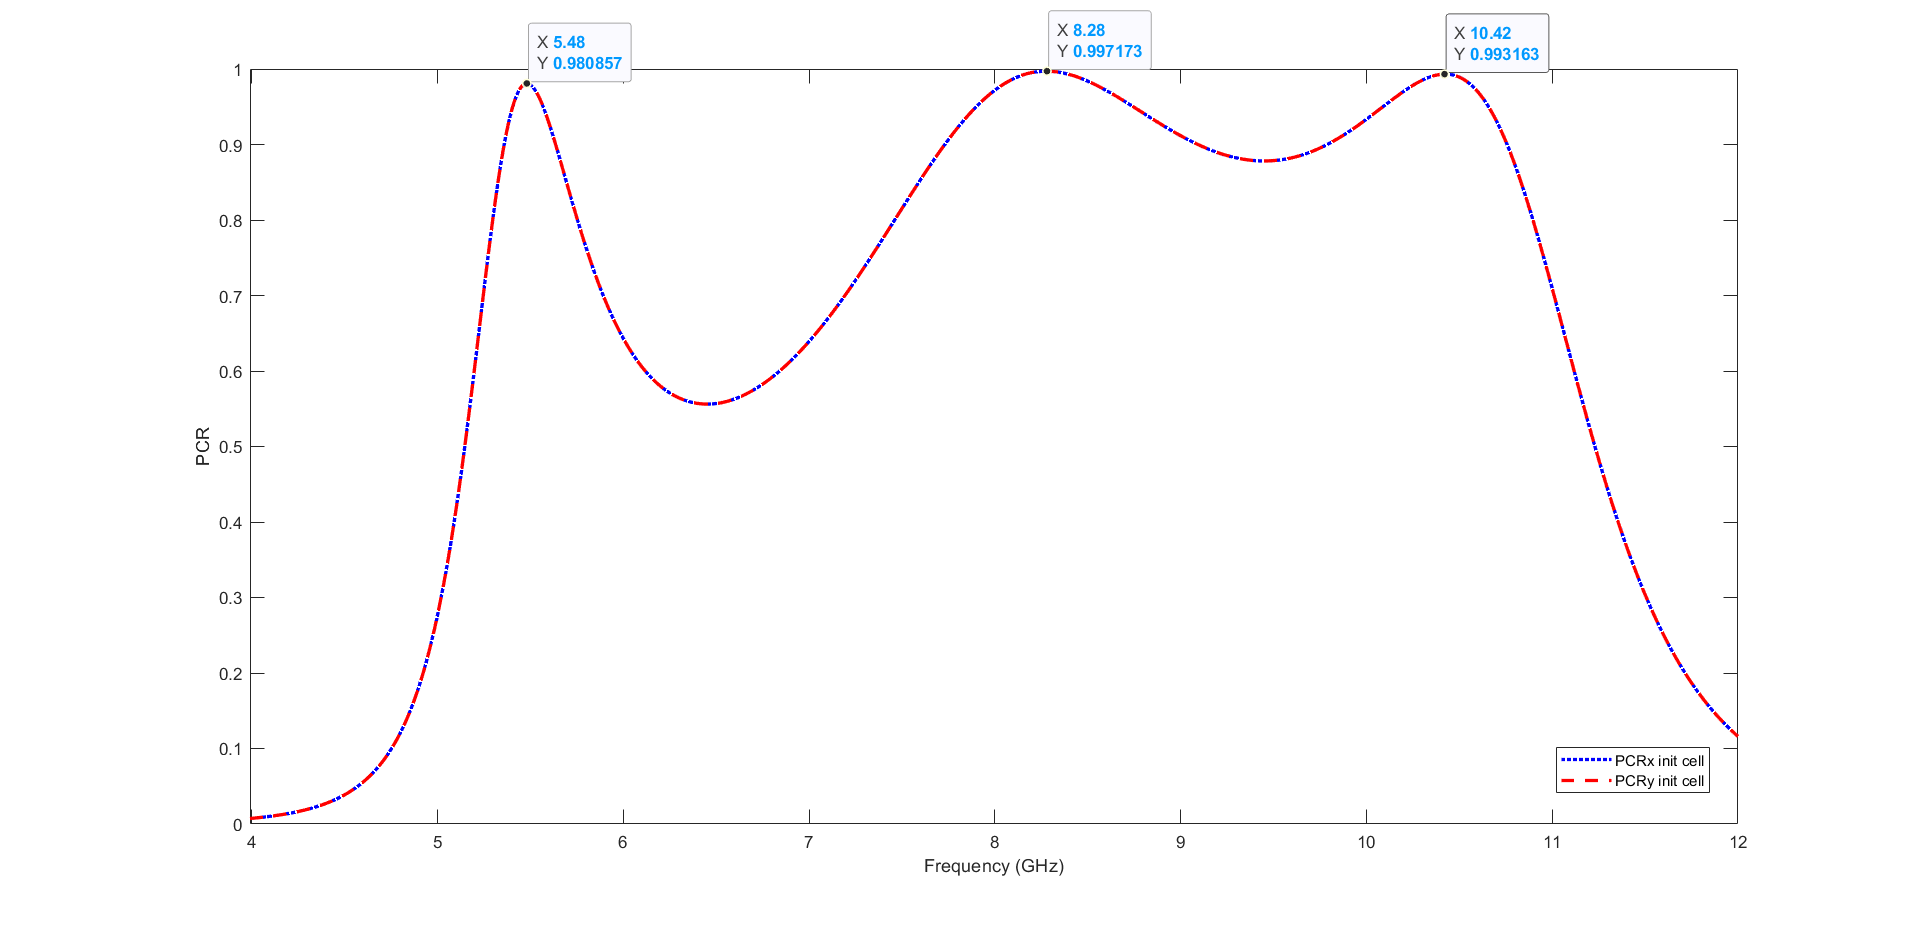 X 5.48
Y 0.980857
X 8.28
Y 0.997173
X 10.42
Y 0.993163
1
0.9
0.8
0.7
0.6
0.5
0.4
0.3
0.2
0.1
0
PCR
PCRx init cell
PCRy init cell
4 5 6 7 8 9 10 11 12
Frequency (GHz)